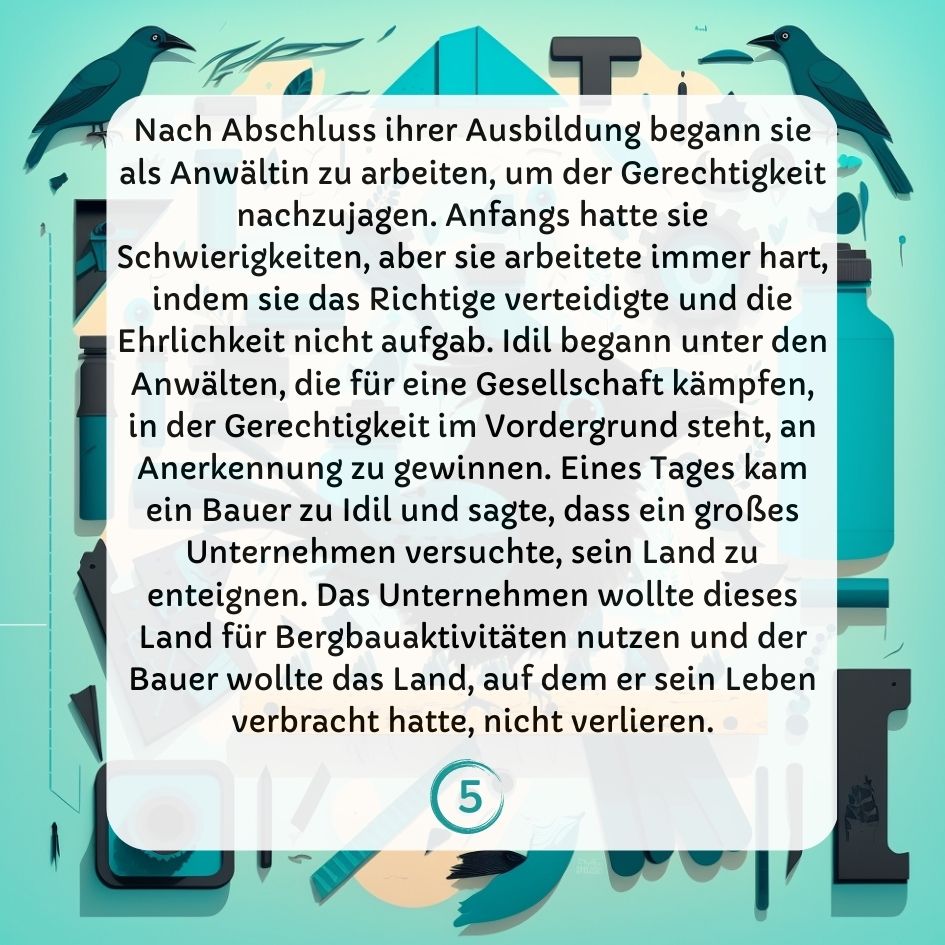 Nach Abschluss ihrer Ausbildung begann sie
als Anwältin zu arbeiten, um der Gerechtigkeit
nachzujagen. Anfangs hatte sie
Schwierigkeiten, aber sie arbeitete immer hart,
indem sie das Richtige verteidigte und die
Ehrlichkeit nicht aufgab. Idil begann unter den
Anwälten, die für eine Gesellschaft kämpfen,
in der Gerechtigkeit im Vordergrund steht, an
Anerkennung zu gewinnen. Eines Tages kam
ein Bauer zu Idil und sagte, dass ein großes
Unternehmen versuchte, sein Land zu
enteignen. Das Unternehmen wollte dieses
Land für Bergbauaktivitäten nutzen und der
Bauer wollte das Land, auf dem er sein Leben
verbracht hatte, nicht verlieren.
5